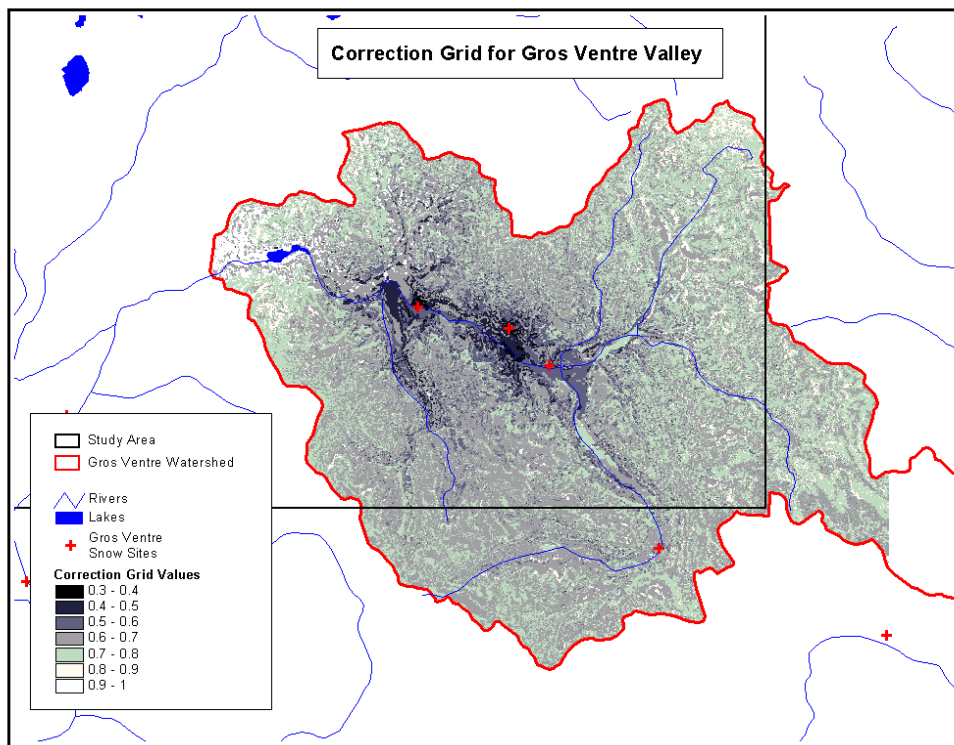 Correction Grid for Gros Ventre Valley
Study Area
Gros Ventre Watershed
Rivers
Lakes
Gros Ventre
Snow Sites
Correction Grid Values
0.3 - 0.4
0.4 - 0.5
0.5 - 0.6
0.6 - 0.7
0.7 - 0.8
0.8 - 0.9
0.9 - 1